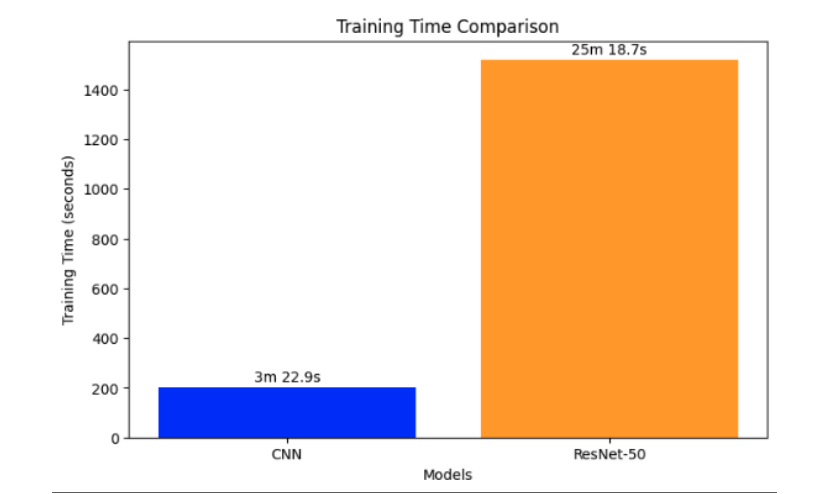 Training Time Comparison
25m 18.7s
1400
1200
1000
800
600
400
200
0
Training Time (seconds)
3m 22.9s
CNN
ResNet-50
Models